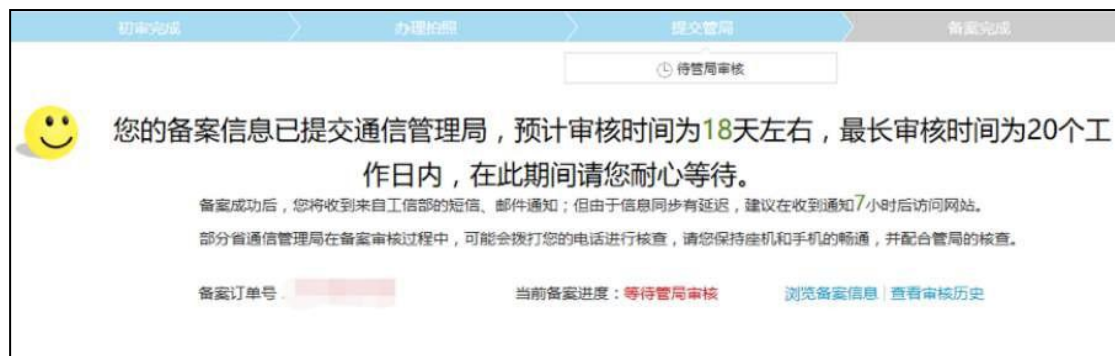 初审完成
办理拍照
提交管局
备案完成
待管局审核
您的备案信息已提交通信管理局，预计审核时间为18天左右，最长审核时间为20个工
作日内，在此期间请您耐心等待。
备案成功后，您将收到来自工信部的短信、邮件通知；但由于信息同步有延迟，建议在收到通知7小时后访问网站。
部分省通信管理局在备案审核过程中，可能会拨打您的电话进行核查，请您保持座机和手机的畅通，并配合管局的核查。
备案订单号
当前备案进度：等待管局审核
浏览备案信息 | 查看审核历史